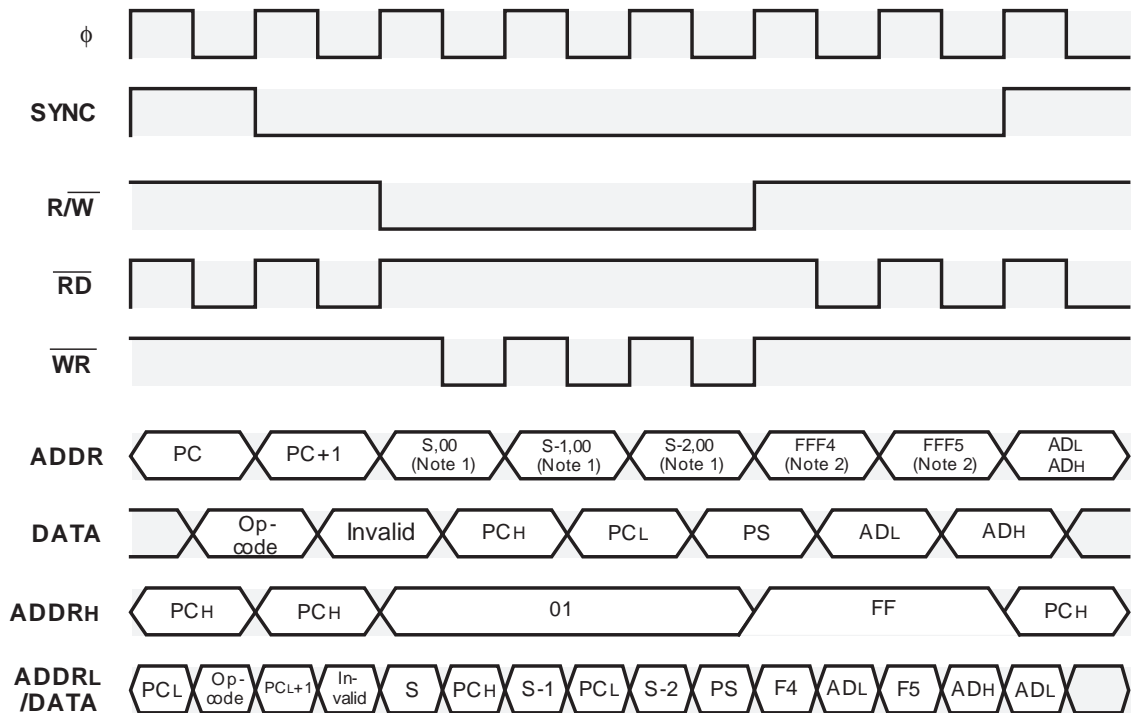 ϕ
SYNC
R/W̅
R̅D̅
W̅R̅
ADDR
PC
PC+1
S,00
(Note 1)
S-1,00
(Note 1)
S-2,00
(Note 1)
FFF4
(Note 2)
FFF5
(Note 2)
ADL
ADH
DATA
Op-
code
Invalid
PCH
PCL
PS
ADL
ADH
ADDRH
PCH
PCH
01
FF
PCH
ADDRL
/DATA
PCL
Op-
code
PCL+1
In-
valid
S
PCH
S-1
PCL
S-2
PS
F4
ADL
F5
ADH
ADL